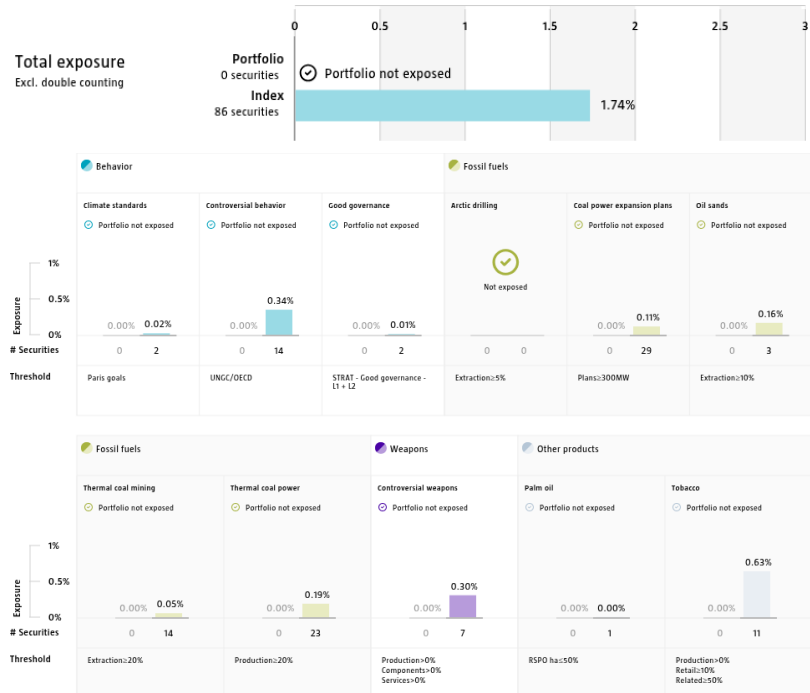 0 0.5 1 1.5 2 2.5 3
Total exposure
Excl. double counting
Portfolio
0 securities
Portfolio not exposed
Index
86 securities
1.74%
Behavior
Fossil fuels
Climate standards
Controversial behavior
Good governance
Arctic drilling
Coal power expansion plans
Oil sands
Portfolio not exposed
Portfolio not exposed
Portfolio not exposed
Portfolio not exposed
Portfolio not exposed
Not exposed
Exposure
1%
0.5%
0%
0.00% 0.02%
0.00% 0.34%
0.00% 0.01%
0.00% 0.11%
0.00% 0.16%
# Securities
0 2
0 14
0 2
0 0
0 29
0 3
Threshold
Paris goals
UNGC/OECD
STRAT - Good governance -
L1 + L2
Extraction≥5%
Plans≥300MW
Extraction≥10%
Fossil fuels
Weapons
Other products
Thermal coal mining
Thermal coal power
Controversial weapons
Palm oil
Tobacco
Portfolio not exposed
Portfolio not exposed
Portfolio not exposed
Portfolio not exposed
Portfolio not exposed
Exposure
1%
0.5%
0%
0.00% 0.05%
0.00% 0.19%
0.00% 0.30%
0.00% 0.00%
0.00% 0.63%
# Securities
0 14
0 23
0 7
0 1
0 11
Threshold
Extraction≥20%
Production≥20%
Production>0%
Components>0%
Services>0%
RSPO ha≤50%
Production>0%
Retail≥10%
Related≥50%